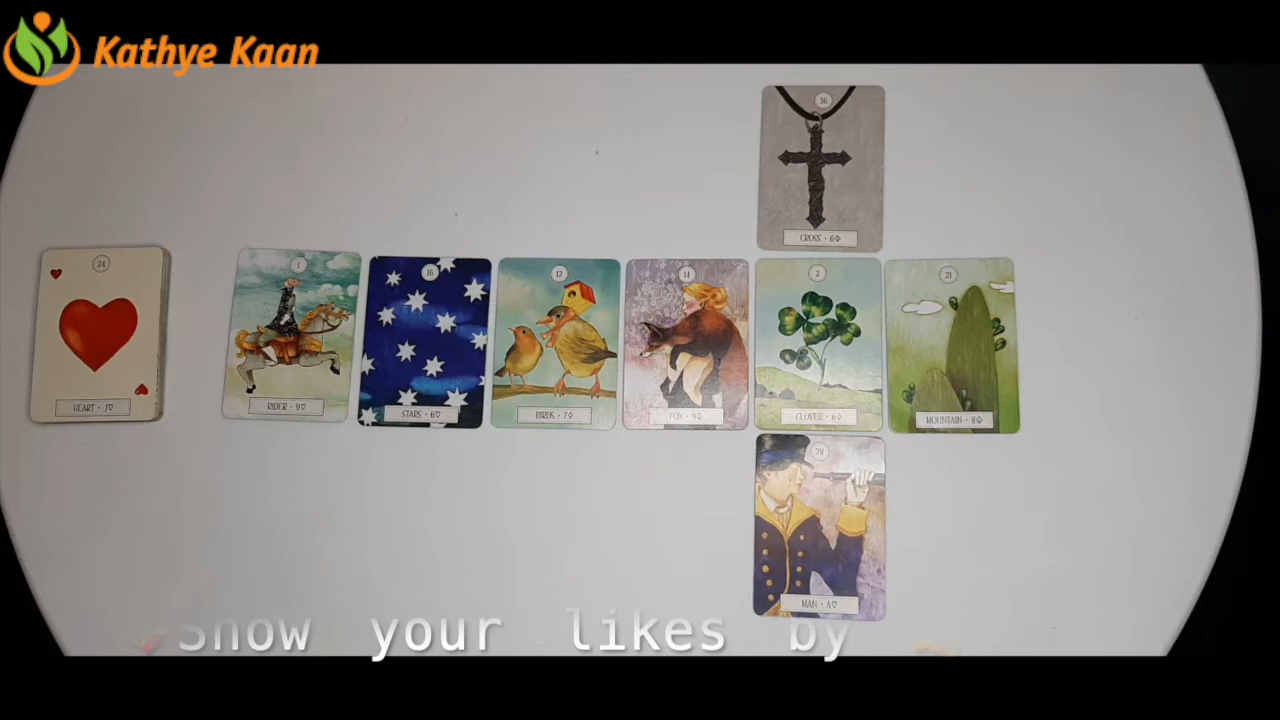 Kathye Kaan
36
CROSS · 6
24
HEART · J
1
RIDER · 9
16
STARS · 6
12
BIRDS · 7
14
FOX · 9
2
CLOVER · 6
21
MOUNTAIN · 8
28
MAN · A
Show your likes by